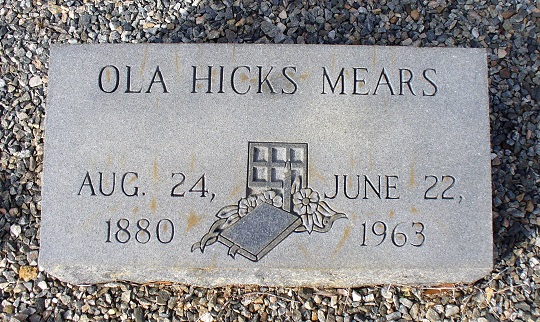 OLA HICKS MEARS
AUG. 24,
1880
JUNE 22,
1963